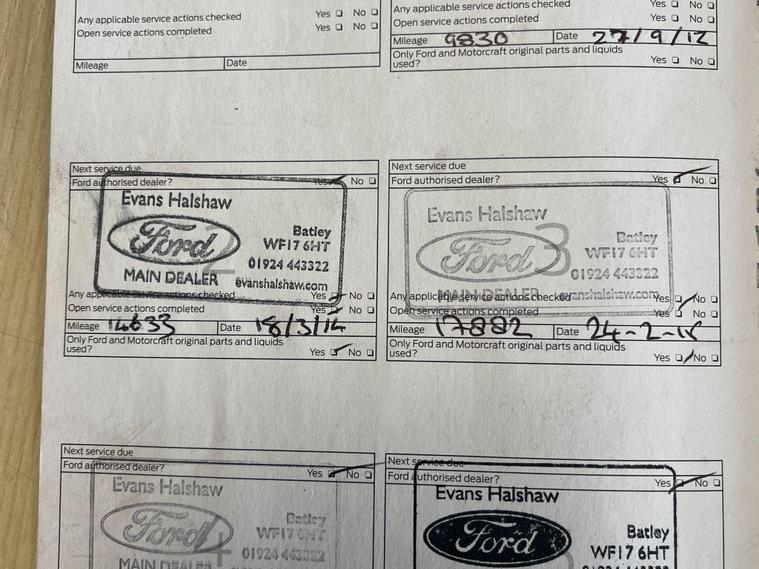 Any applicable service actions checked Yes No
Open service actions completed Yes No
Mileage Date
Any applicable service actions checked Yes No
Open service actions completed Yes No
Mileage 9830 Date 27/9/12
Only Ford and Motorcraft original parts and liquids
used? Yes No
Next service due
Ford authorised dealer? Yes No
Evans Halshaw
Ford 2
Batley
WF17 6HT
01924 443322
MAIN DEALER evanshalshaw.com
Any applicable service actions checked Yes No
Open service actions completed Yes No
Mileage 14633 Date 18/3/14
Only Ford and Motorcraft original parts and liquids
used? Yes No
Next service due
Ford authorised dealer? Yes No
Evans Halshaw
Ford 3
Batley
WF17 6HT
01924 443322
MAIN DEALER evanshalshaw.com
Any applicable service actions checked Yes No
Open service actions completed Yes No
Mileage 17882 Date 24-2-15
Only Ford and Motorcraft original parts and liquids
used? Yes No
Next service due
Ford authorised dealer? Yes No
Evans Halshaw
Ford 4
Batley
WF17 6HT
01924 443322
MAIN DEALER
Next service due
Ford authorised dealer? Yes No
Evans Halshaw
Ford
Batley
WF17 6HT